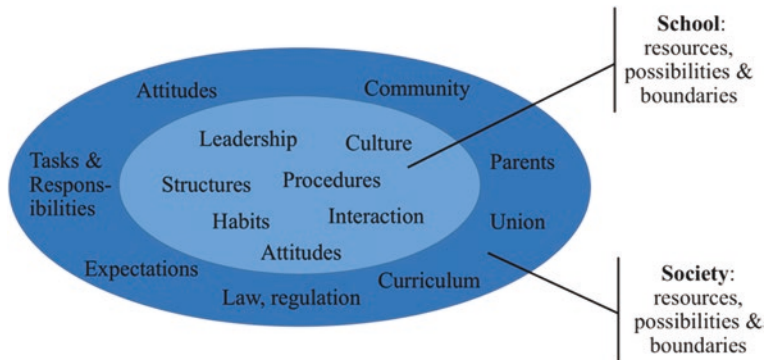 School:
resources,
possibilities &
boundaries
Attitudes
Community
Leadership
Culture
Tasks &
Respons-
ibilities
Parents
Structures
Procedures
Habits
Interaction
Union
Attitudes
Expectations
Curriculum
Law, regulation
Society:
resources,
possibilities &
boundaries